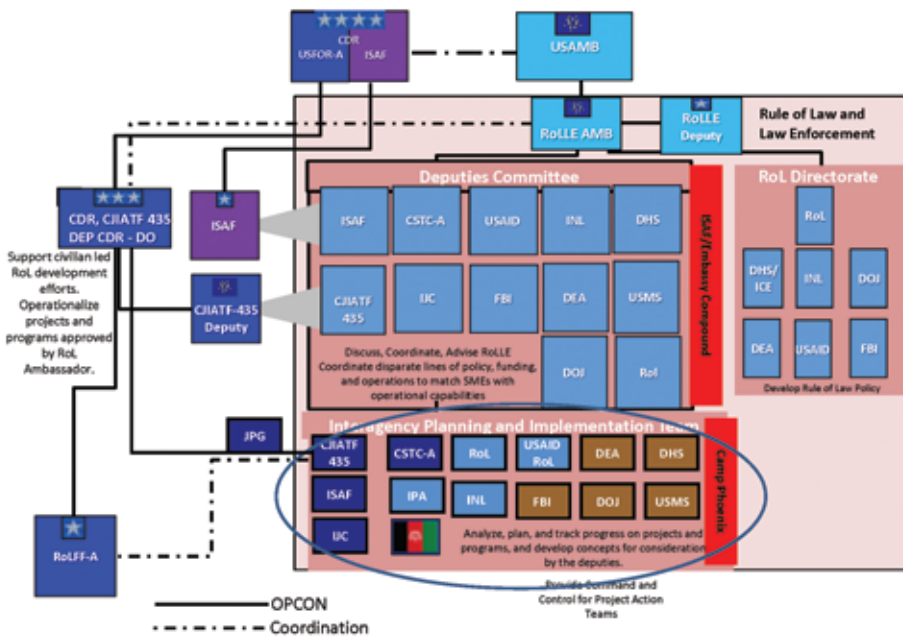 CDR
USFOR-A
ISAF
USAMB
RoLLE AMB
RoLLE
Deputy
Rule of Law and
Law Enforcement
CDR, CJIATF 435
DEP CDR - DO
Support civilian led
RoL development
efforts.
Operationalize
projects and
programs approved
by RoL
Ambassador.
ISAF
CJIATF-435
Deputy
Deputies Committee
ISAF
CSTC-A
USAID
INL
DHS
CJIATF
435
IJC
FBI
DEA
USMS
Discuss, Coordinate, Advise RoLLE
Coordinate disparate lines of policy, funding,
and operations to match SMEs with
operational capabilities
DOJ
Rol
ISAF/Embassy Compound
RoL Directorate
RoL
DHS/
ICE
INL
DOJ
DEA
USAID
FBI
Develop Rule of Law Policy
Interagency Planning and Implementation Team
JPG
CJIATF
435
CSTC-A
RoL
USAID
RoL
DEA
DHS
ISAF
IPA
INL
FBI
DOJ
USMS
IJC
Analyze, plan, and track progress on projects and
programs, and develop concepts for consideration
by the deputies.
Camp Phoenix
RoLFF-A
Provide Command and
Control for Project Action
Teams
OPCON
Coordination